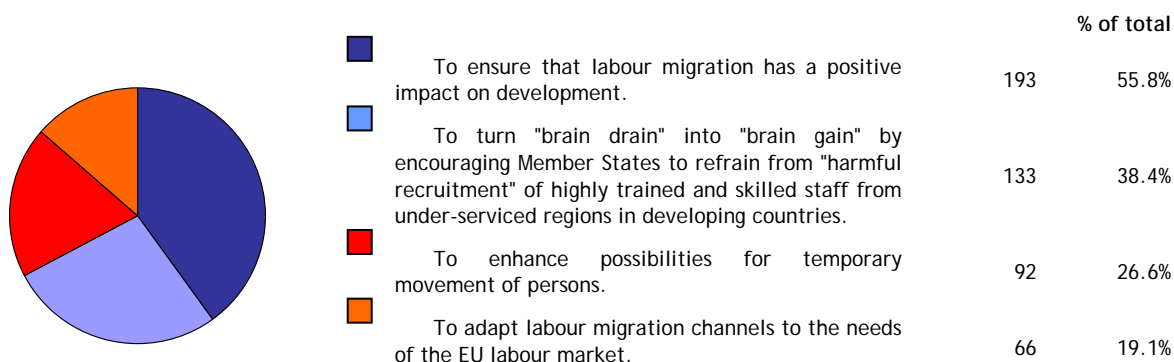 % of total
To ensure that labour migration has a positive
impact on development.
193 55.8%
To turn "brain drain" into "brain gain" by
encouraging Member States to refrain from "harmful
recruitment" of highly trained and skilled staff from
under-serviced regions in developing countries.
133 38.4%
To enhance possibilities for temporary
movement of persons.
92 26.6%
To adapt labour migration channels to the needs
of the EU labour market.
66 19.1%